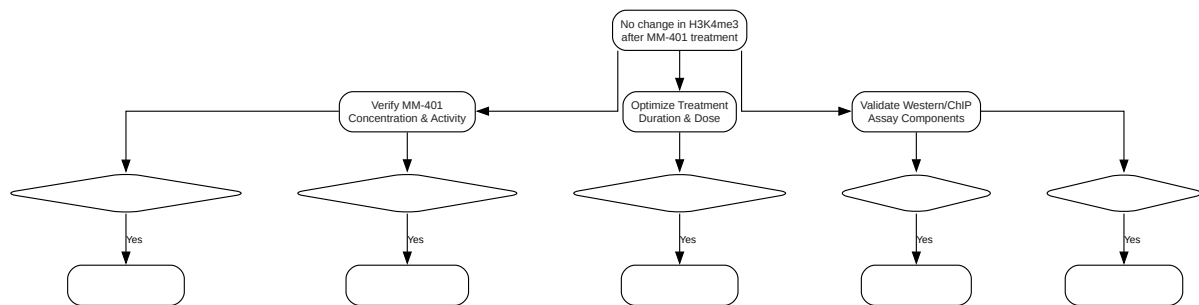 No change in H3K4me3
after MM-401 treatment
Verify MM-401
Concentration & Activity
Optimize Treatment
Duration & Dose
Validate Western/ChIP
Assay Components
Yes
Yes
Yes
Yes
Yes